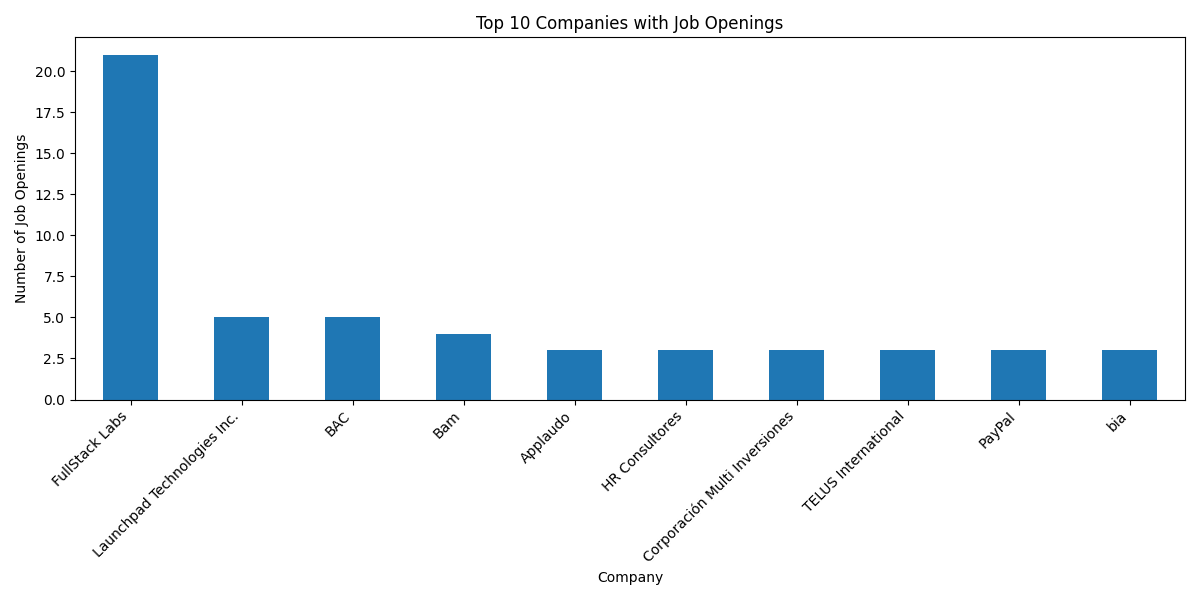 Top 10 Companies with Job Openings
Number of Job Openings
20.0
17.5
15.0
12.5
10.0
7.5
5.0
2.5
0.0
FullStack Labs
Launchpad Technologies Inc.
BAC
Bam
Applaudo
HR Consultores
Corporación Multi Inversiones
TELUS International
PayPal
bia
Company